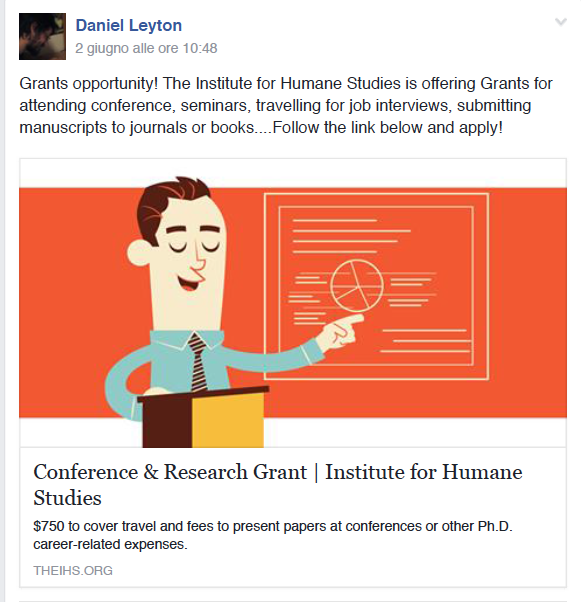 Daniel Leyton
2 giugno alle ore 10:48
Grants opportunity! The Institute for Humane Studies is offering Grants for
attending conference, seminars, travelling for job interviews, submitting
manuscripts to journals or books....Follow the link below and apply!
Conference & Research Grant | Institute for Humane
Studies
$750 to cover travel and fees to present papers at conferences or other Ph.D.
career-related expenses.
THEIHS.ORG